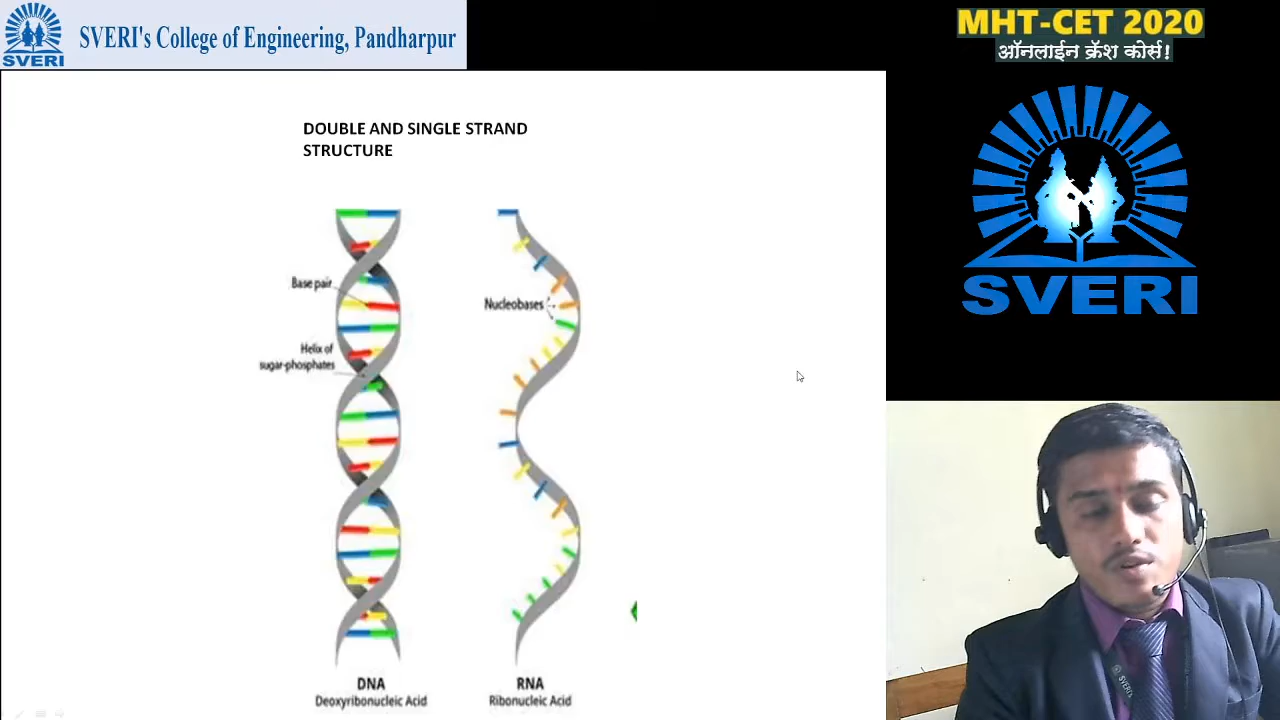 SVERI
SVERI's College of Engineering, Pandharpur
MHT-CET 2020
ऑनलाईन क्रॅश कोर्स!
SVERI
DOUBLE AND SINGLE STRAND
STRUCTURE
Base pair
Helix of
sugar-phosphates
Nucleobases
DNA
Deoxyribonucleic Acid
RNA
Ribonucleic Acid
SVERI's